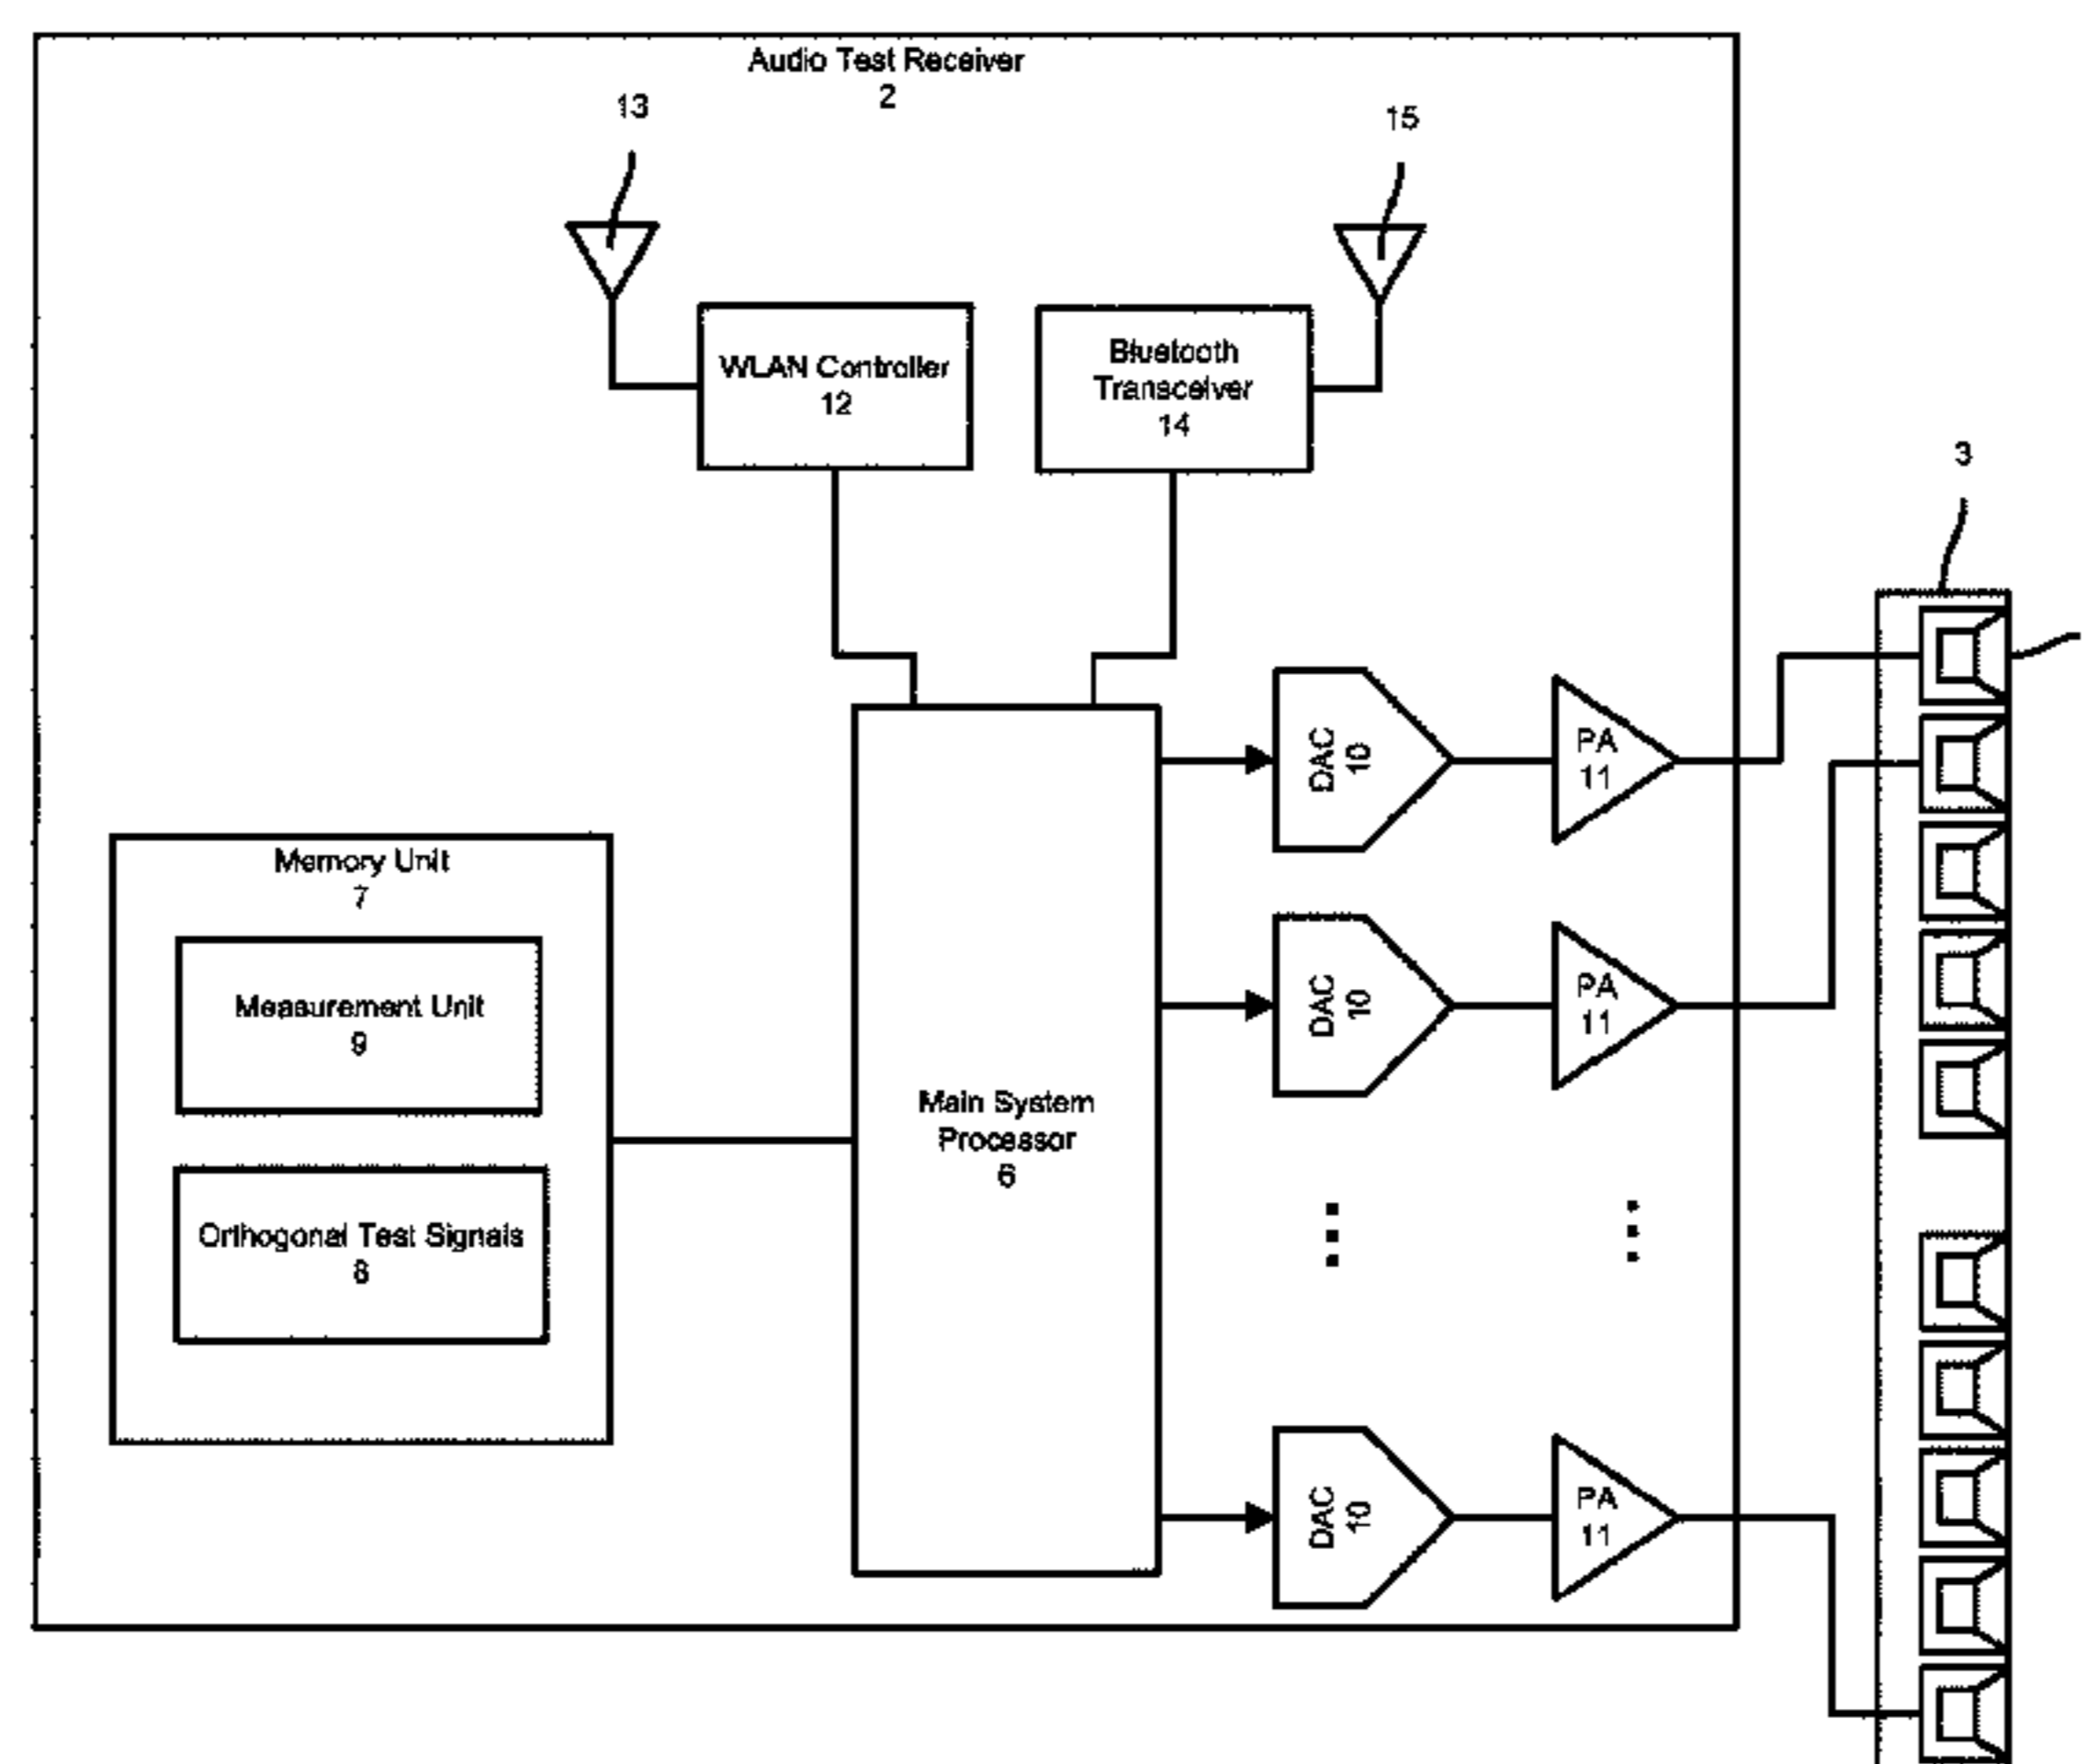 Audio Test Receiver
2
13
15
WLAN Controller
12
Bluetooth
Transceiver
14
3
DAC
10
PA
11
Memory Unit
7
Measurement Unit
9
DAC
10
PA
11
Main System
Processor
6
Orthogonal Test Signals
8
DAC
10
PA
11